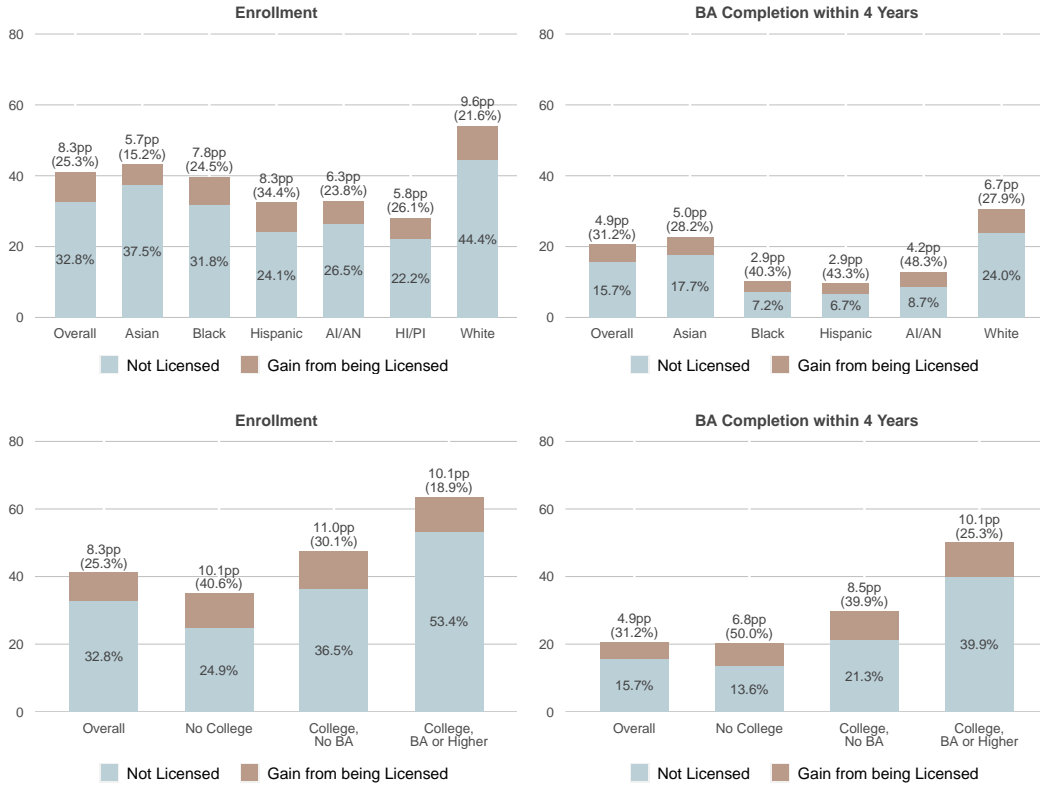 Enrollment
80
60
40
20
0
8.3pp
(25.3%)
32.8%
5.7pp
(15.2%)
37.5%
7.8pp
(24.5%)
31.8%
8.3pp
(34.4%)
24.1%
6.3pp
(23.8%)
26.5%
5.8pp
(26.1%)
22.2%
9.6pp
(21.6%)
44.4%
Overall Asian Black Hispanic AI/AN HI/PI White
Not Licensed Gain from being Licensed
BA Completion within 4 Years
80
60
40
20
0
4.9pp
(31.2%)
15.7%
5.0pp
(28.2%)
17.7%
2.9pp
(40.3%)
7.2%
2.9pp
(43.3%)
6.7%
4.2pp
(48.3%)
8.7%
6.7pp
(27.9%)
24.0%
Overall Asian Black Hispanic AI/AN White
Not Licensed Gain from being Licensed
Enrollment
80
60
40
20
0
8.3pp
(25.3%)
32.8%
10.1pp
(40.6%)
24.9%
11.0pp
(30.1%)
36.5%
10.1pp
(18.9%)
53.4%
Overall No College College, College,
No BA BA or Higher
Not Licensed Gain from being Licensed
BA Completion within 4 Years
80
60
40
20
0
4.9pp
(31.2%)
15.7%
6.8pp
(50.0%)
13.6%
8.5pp
(39.9%)
21.3%
10.1pp
(25.3%)
39.9%
Overall No College College, College,
No BA BA or Higher
Not Licensed Gain from being Licensed